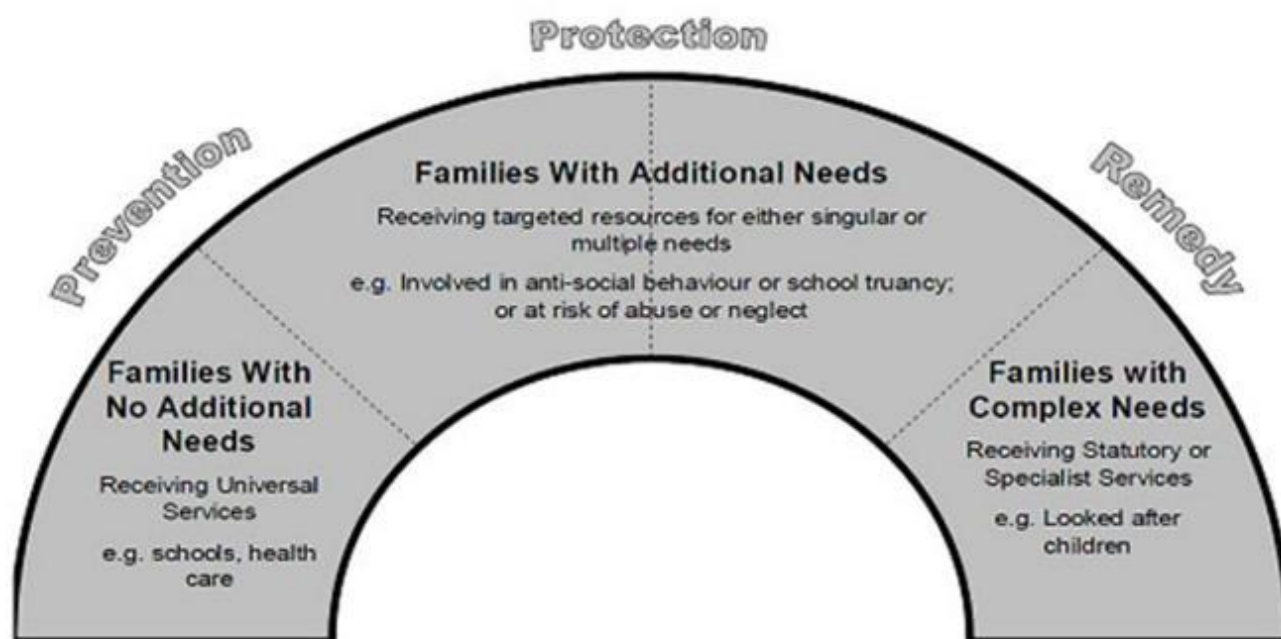 Protection
Prevention
Remedy
Families With Additional Needs
Receiving targeted resources for either singular or
multiple needs
e.g. Involved in anti-social behaviour or school truancy;
or at risk of abuse or neglect
Families With
No Additional
Needs
Receiving Universal
Services
e.g. schools, health
care
Families with
Complex Needs
Receiving Statutory or
Specialist Services
e.g. Looked after
children